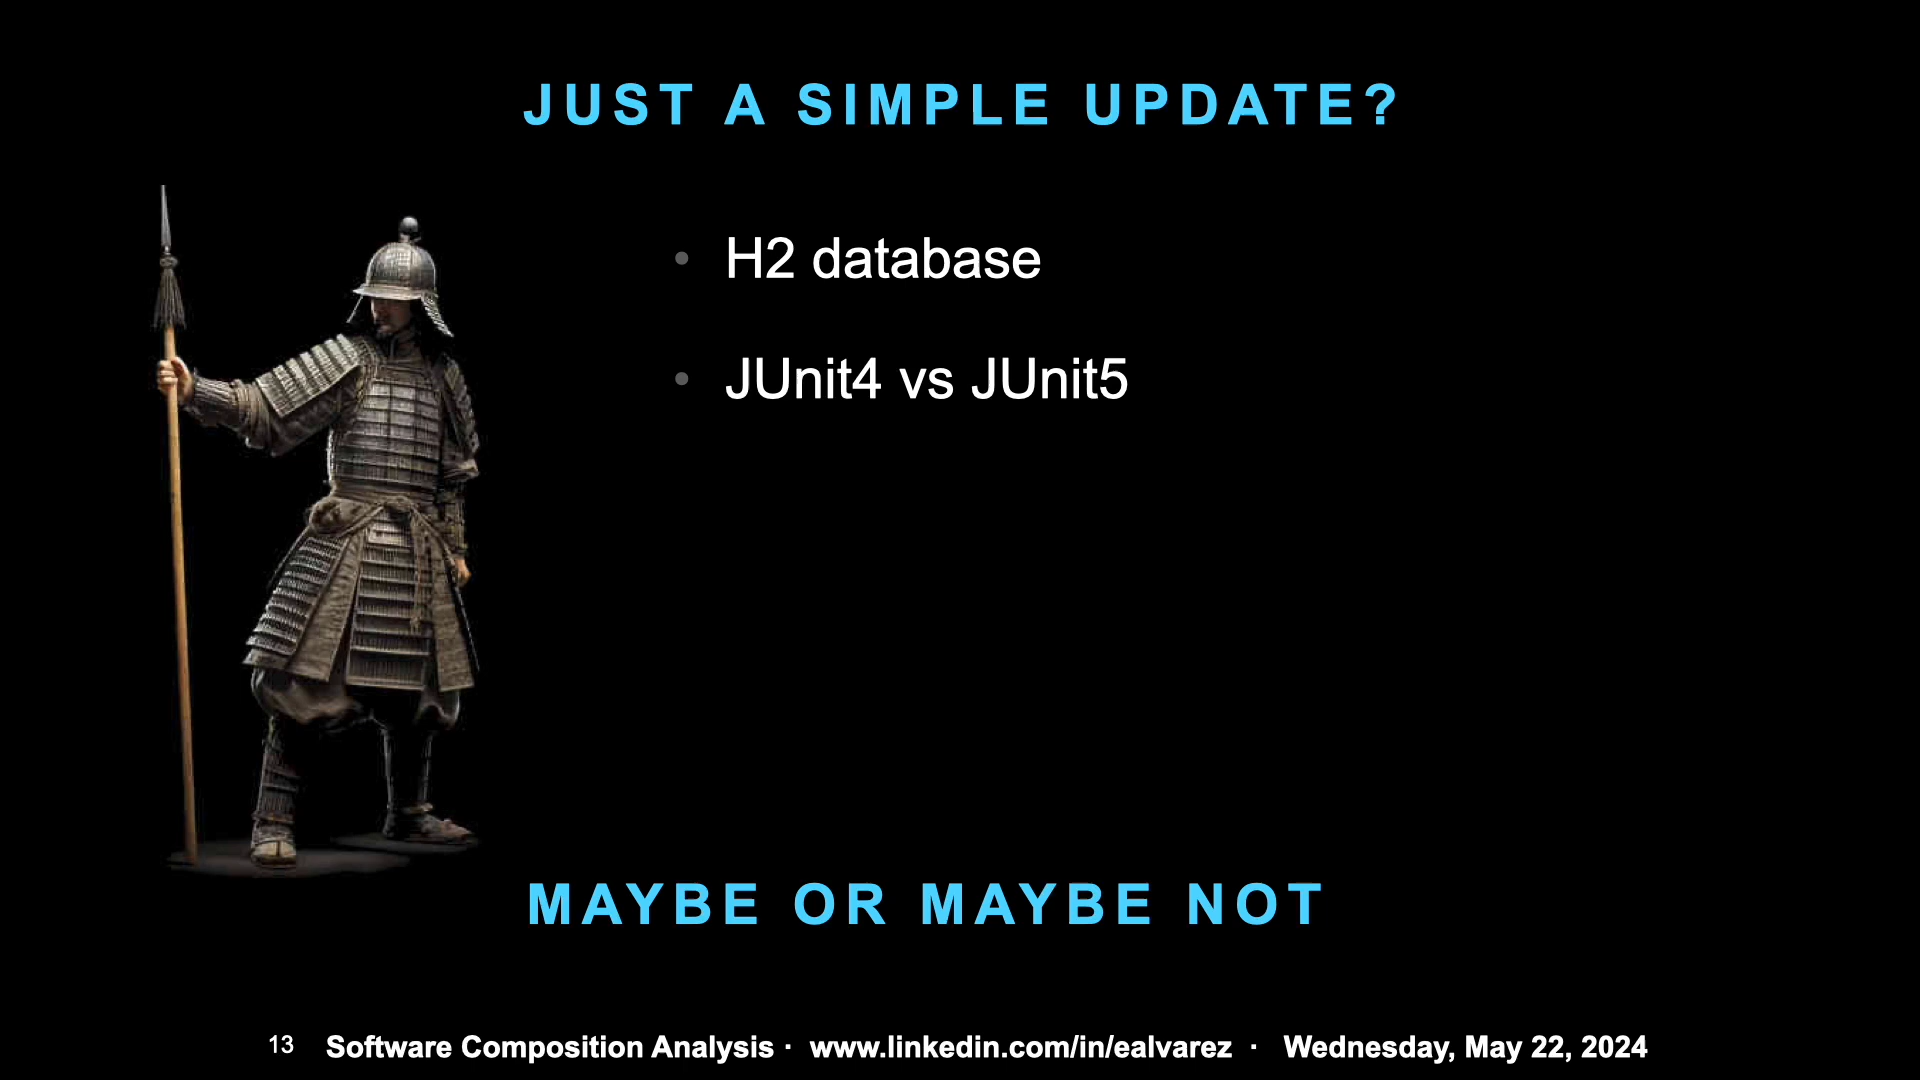 JUST A SIMPLE UPDATE?
• H2 database
• JUnit4 vs JUnit5
MAYBE OR MAYBE NOT
13 Software Composition Analysis · www.linkedin.com/in/ealvarez · Wednesday, May 22, 2024